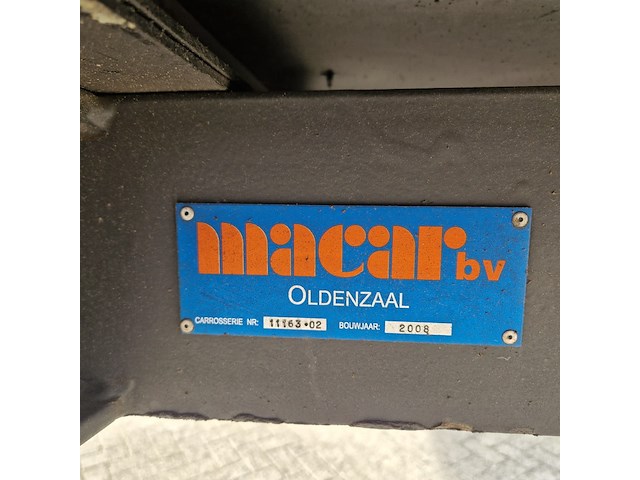 macar bv
OLDENZAAL
CARROSSERIE NR: 11163-02 BOUWJAAR: 2008